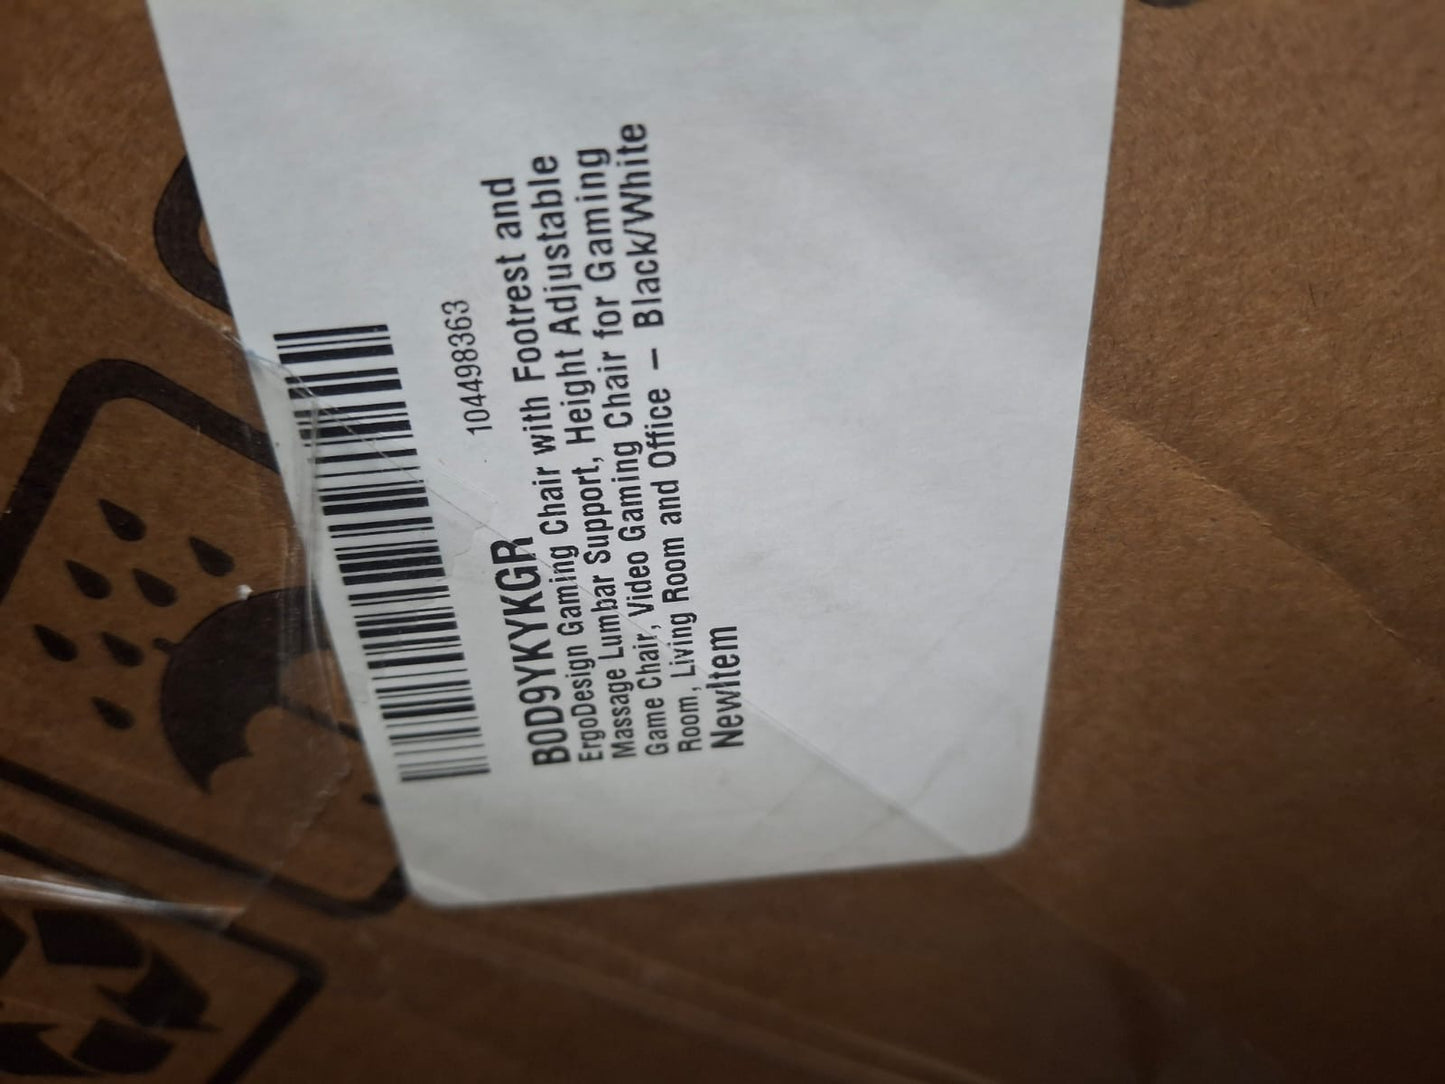 104498363
B0D9YKYKGR
ErgoDesign Gaming Chair with Footrest and
Massage Lumbar Support, Height Adjustable
Game Chair, Video Gaming Chair for Gaming
Room, Living Room and Office – Black/White
NewItem